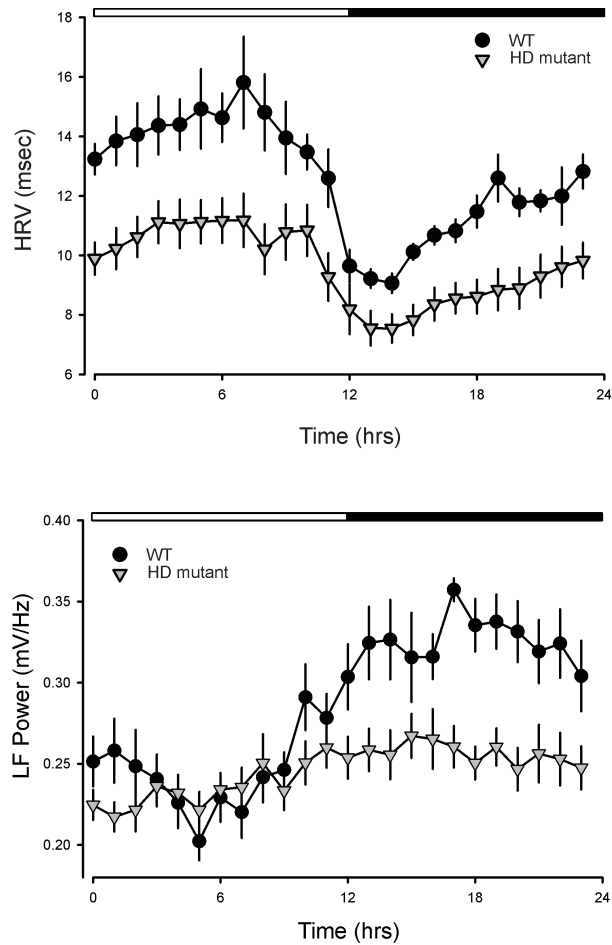 18
16
14
12
10
8
6
HRV (msec)
WT
HD mutant
0
6
12
18
24
Time (hrs)
0.40
0.35
0.30
0.25
0.20
LF Power (mV/Hz)
WT
HD mutant
0
6
12
18
24
Time (hrs)